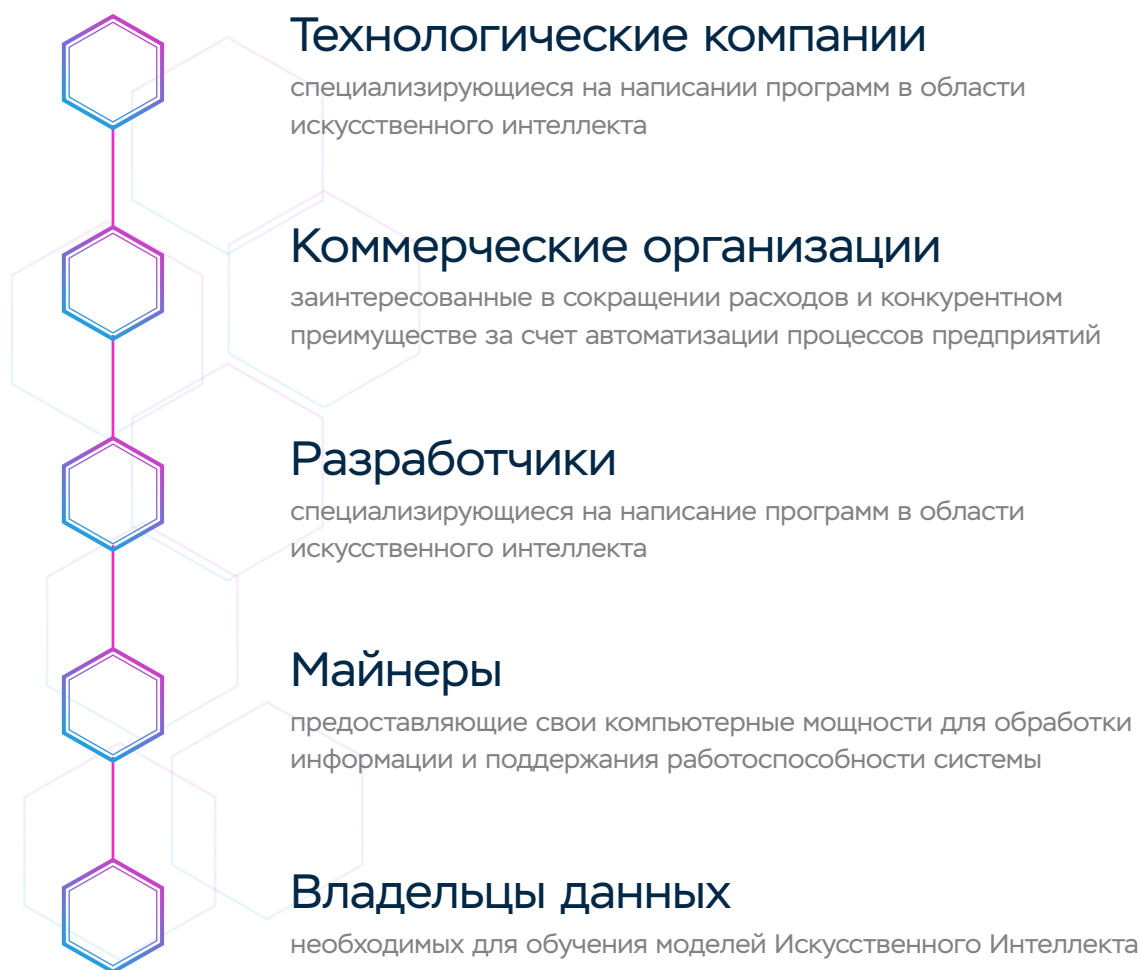 Технологические компании
специализирующиеся на написании программ в области
искусственного интеллекта
Коммерческие организации
заинтересованные в сокращении расходов и конкурентном
преимуществе за счет автоматизации процессов предприятий
Разработчики
специализирующиеся на написание программ в области
искусственного интеллекта
Майнеры
предоставляющие свои компьютерные мощности для обработки
информации и поддержания работоспособности системы
Владельцы данных
необходимых для обучения моделей Искусственного Интеллекта